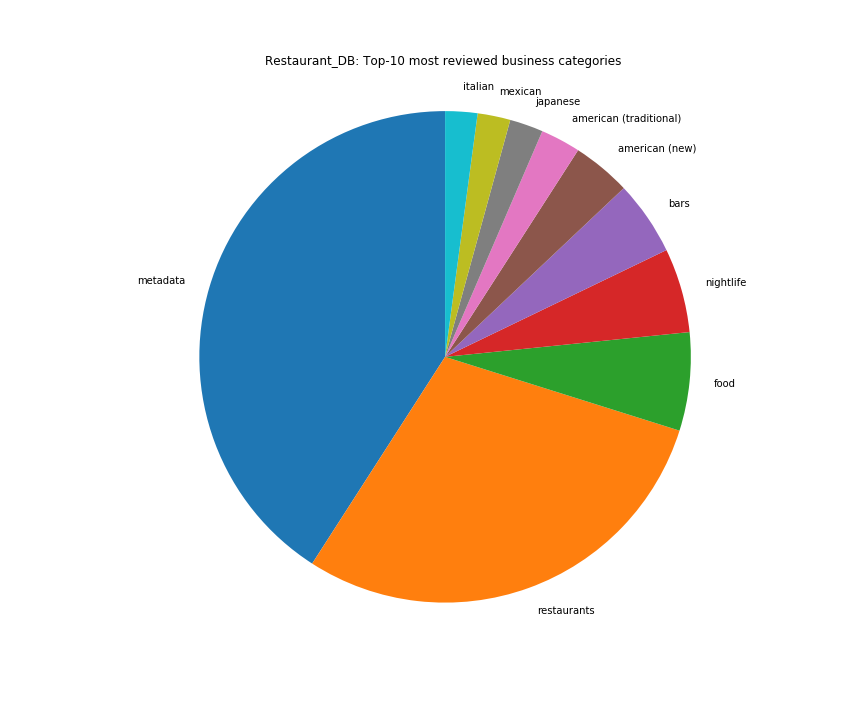 Restaurant_DB: Top-10 most reviewed business categories
italian
mexican
japanese
american (traditional)
american (new)
bars
metadata
nightlife
food
restaurants